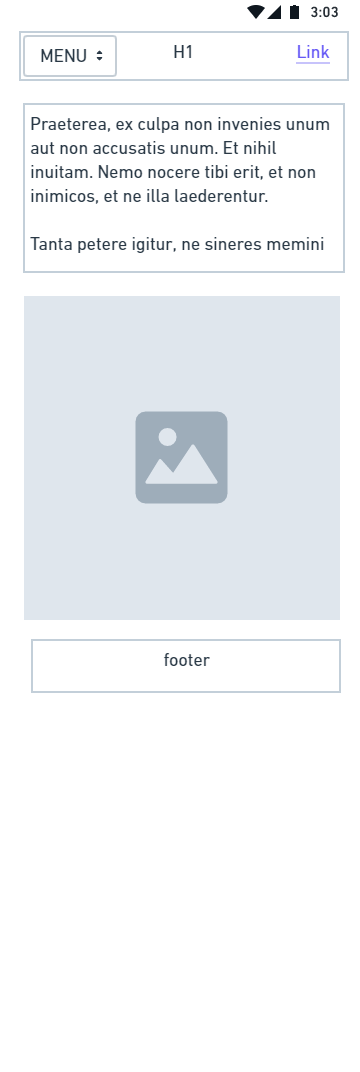 3:03
MENU H1 Link
Praeterea, ex culpa non invenies unum
aut non accusatis unum. Et nihil
inuitam. Nemo nocere tibi erit, et non
inimicos, et ne illa laederentur.
Tanta petere igitur, ne sineres memini
footer